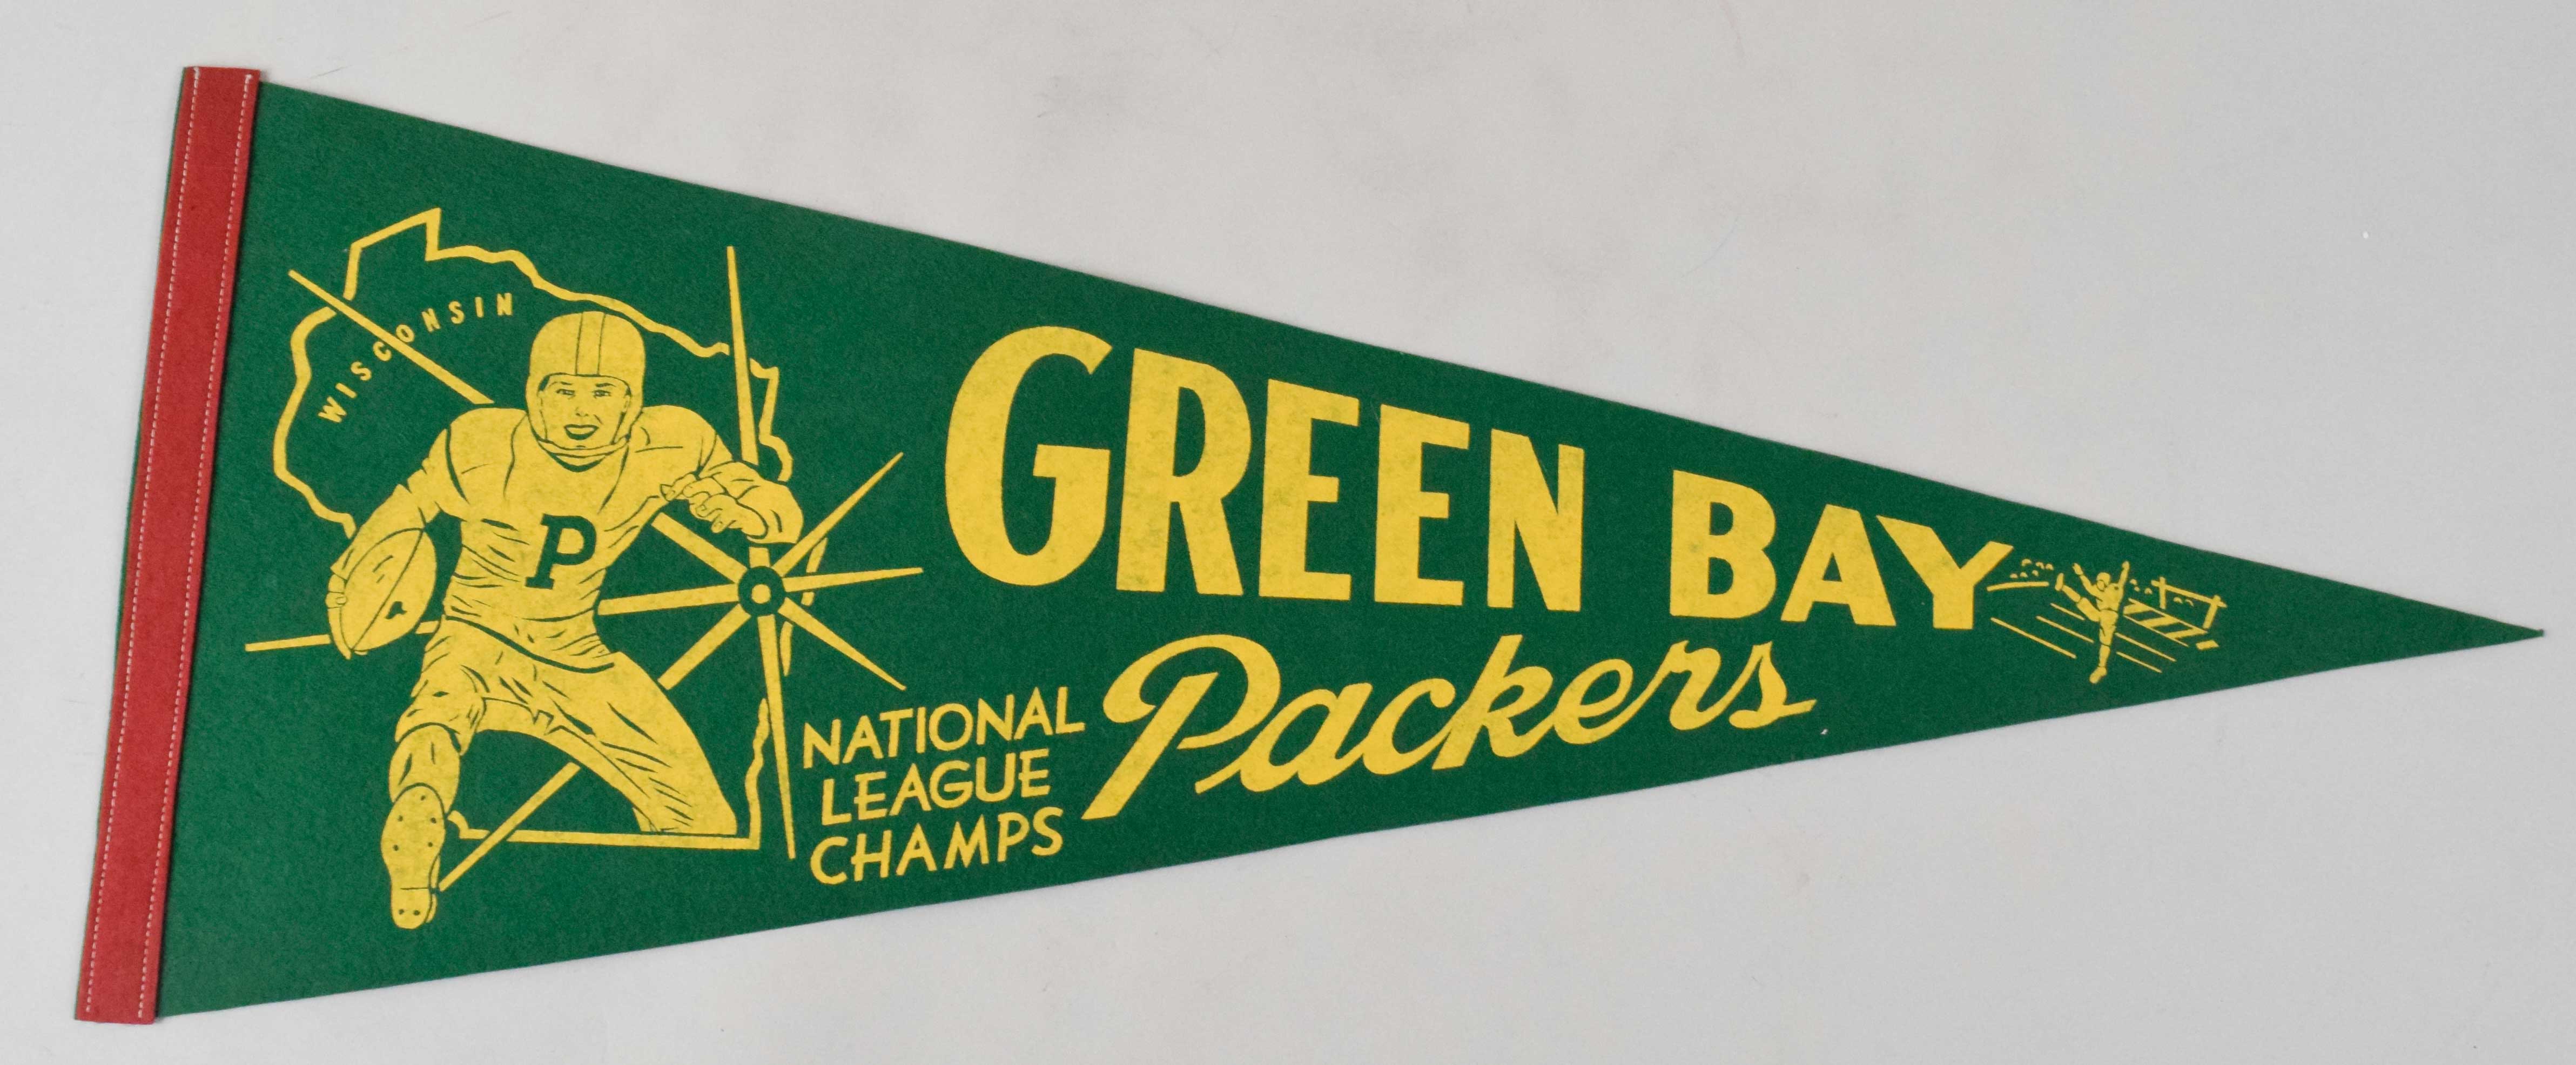 WISCONSIN
P
GREEN BAY
Packers
NATIONAL
LEAGUE
CHAMPS